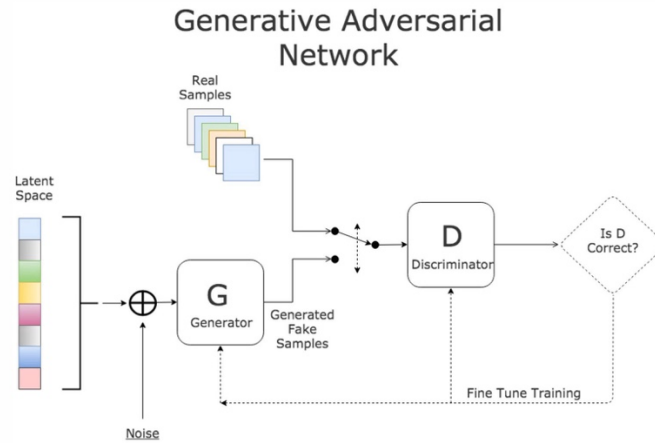 Generative Adversarial
Network
Real
Samples
Latent
Space
G
Generator
Generated
Fake
Samples
D
Discriminator
Is D
Correct?
Fine Tune Training
Noise